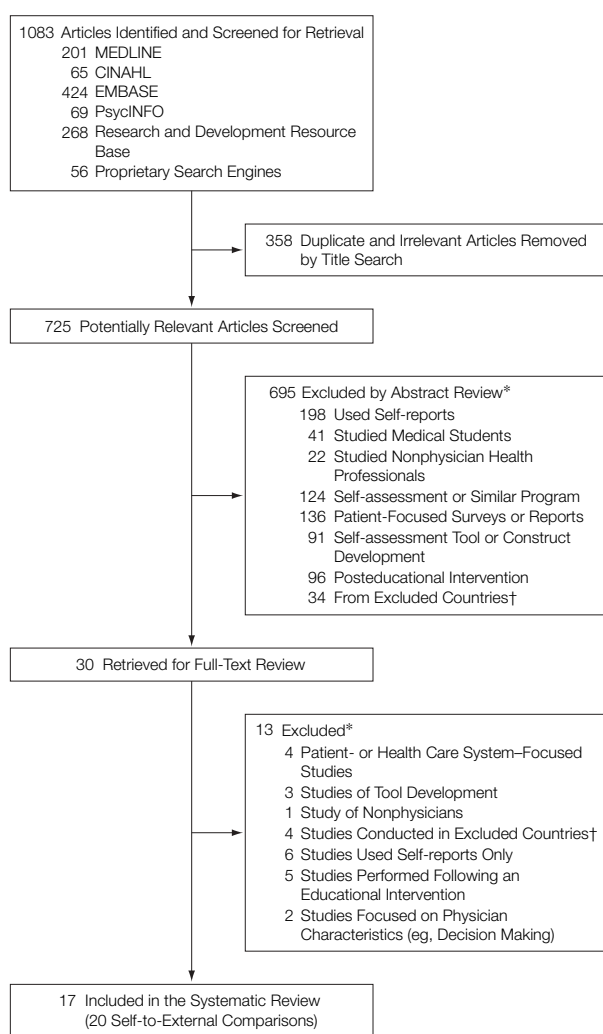 1083 Articles Identified and Screened for Retrieval
201 MEDLINE
65 CINAHL
424 EMBASE
69 PsycINFO
268 Research and Development Resource
Base
56 Proprietary Search Engines
358 Duplicate and Irrelevant Articles Removed
by Title Search
725 Potentially Relevant Articles Screened
695 Excluded by Abstract Review*
198 Used Self-reports
41 Studied Medical Students
22 Studied Nonphysician Health
Professionals
124 Self-assessment or Similar Program
136 Patient-Focused Surveys or Reports
91 Self-assessment Tool or Construct
Development
96 Posteducational Intervention
34 From Excluded Countries†
30 Retrieved for Full-Text Review
13 Excluded*
4 Patient- or Health Care System–Focused
Studies
3 Studies of Tool Development
1 Study of Nonphysicians
4 Studies Conducted in Excluded Countries†
6 Studies Used Self-reports Only
5 Studies Performed Following an
Educational Intervention
2 Studies Focused on Physician
Characteristics (eg, Decision Making)
17 Included in the Systematic Review
(20 Self-to-External Comparisons)